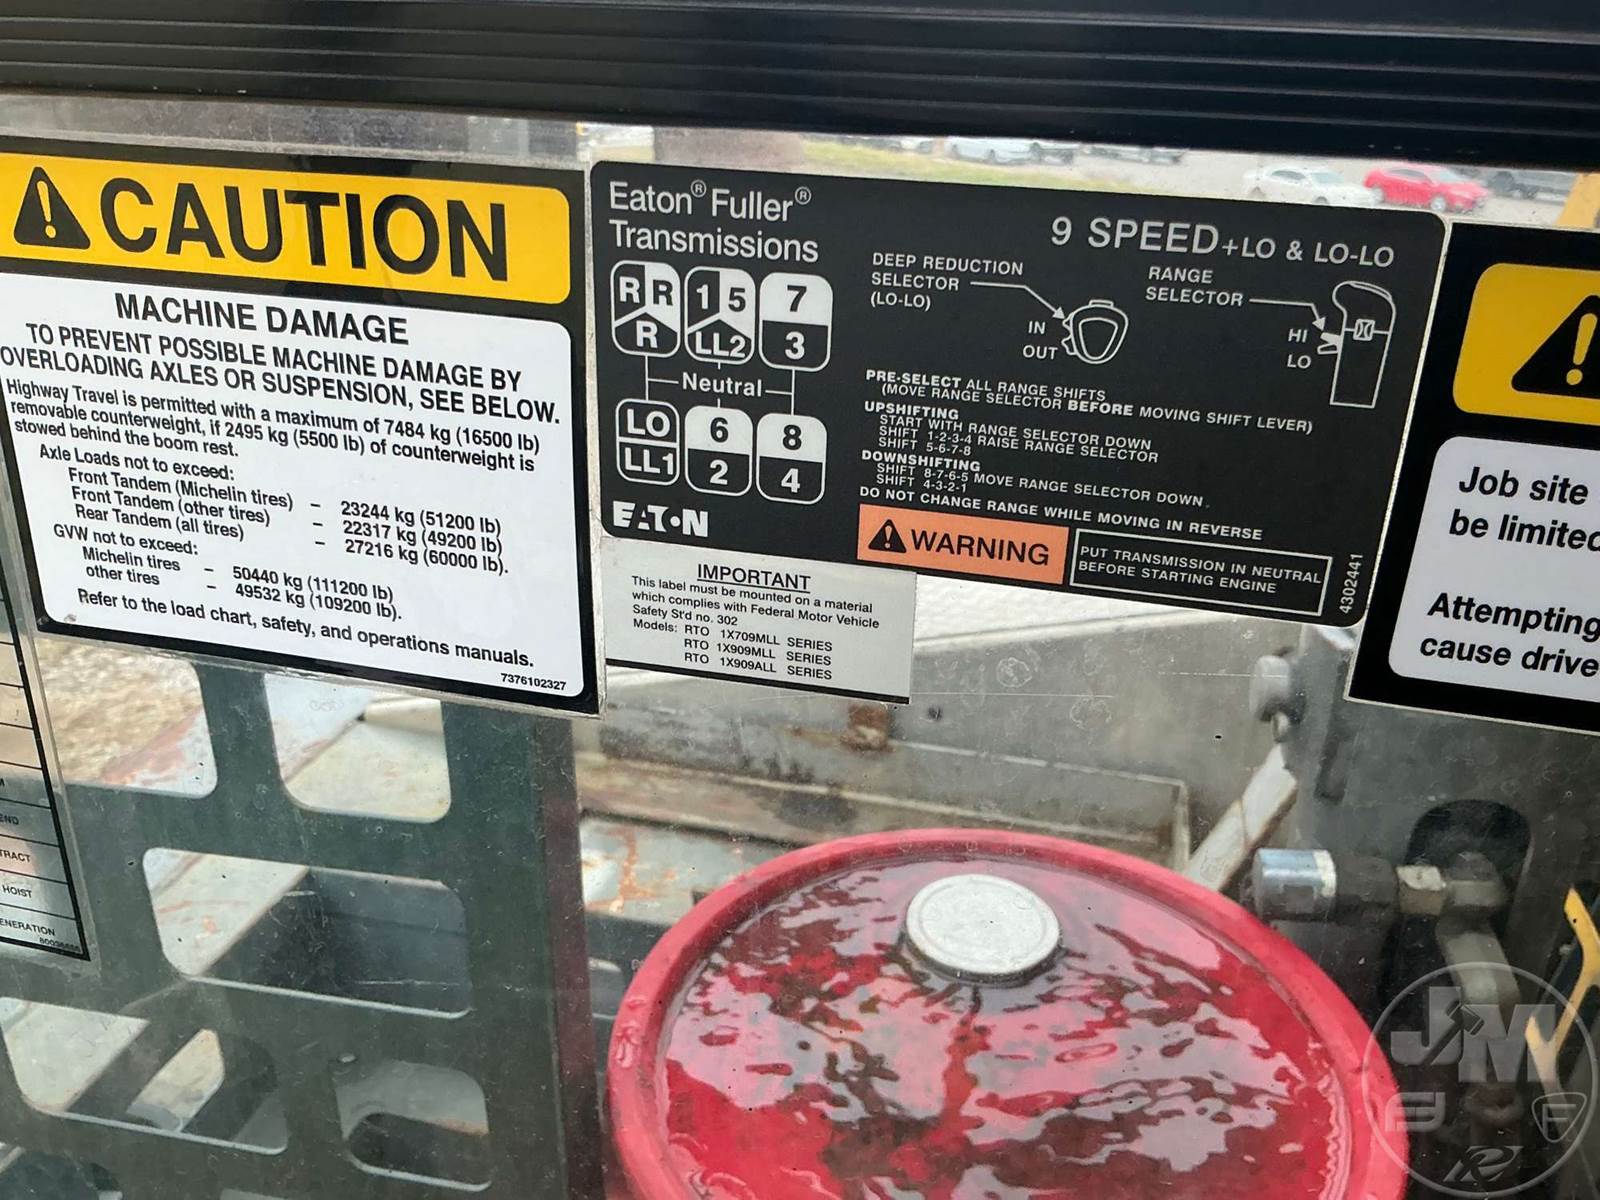 CAUTION
MACHINE DAMAGE
TO PREVENT POSSIBLE MACHINE DAMAGE BY
OVERLOADING AXLES OR SUSPENSION, SEE BELOW.
Highway Travel is permitted with a maximum of 7484 kg (16500 lb)
removable counterweight, if 2495 kg (5500 lb) of counterweight is
stowed behind the boom rest.
Axle Loads not to exceed:
Front Tandem (Michelin tires) – 23244 kg (51200 lb)
Front Tandem (other tires) – 22317 kg (49200 lb)
Rear Tandem (all tires) – 27216 kg (60000 lb).
GVW not to exceed:
Michelin tires – 50440 kg (111200 lb)
other tires – 49532 kg (109200 lb).
Refer to the load chart, safety, and operations manuals.
7376102327
Eaton® Fuller®
Transmissions
9 SPEED+LO & LO-LO
R R 1 5 7
R LL2 3
Neutral
LO 6 8
LL1 2 4
EATON
DEEP REDUCTION
SELECTOR
(LO-LO)
IN
OUT
RANGE
SELECTOR
HI
LO
PRE-SELECT ALL RANGE SHIFTS
(MOVE RANGE SELECTOR BEFORE MOVING SHIFT LEVER)
UPSHIFTING
START WITH RANGE SELECTOR DOWN
SHIFT 1-2-3-4 RAISE RANGE SELECTOR
SHIFT 5-6-7-8
DOWNSHIFTING
SHIFT 8-7-6-5 MOVE RANGE SELECTOR DOWN
SHIFT 4-3-2-1
DO NOT CHANGE RANGE WHILE MOVING IN REVERSE
WARNING
PUT TRANSMISSION IN NEUTRAL
BEFORE STARTING ENGINE
4302441
IMPORTANT
This label must be mounted on a material
which complies with Federal Motor Vehicle
Safety St'd no. 302
Models: RTO 1X709MLL SERIES
RTO 1X909MLL SERIES
RTO 1X909ALL SERIES
Job site
be limited
Attempting
cause drive
HOIST
JM